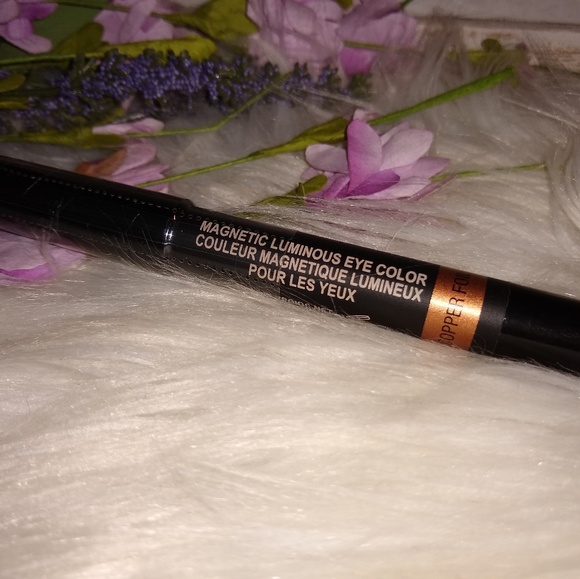 MAGNETIC LUMINOUS EYE COLOR
COULEUR MAGNETIQUE LUMINEUX
POUR LES YEUX
COPPER